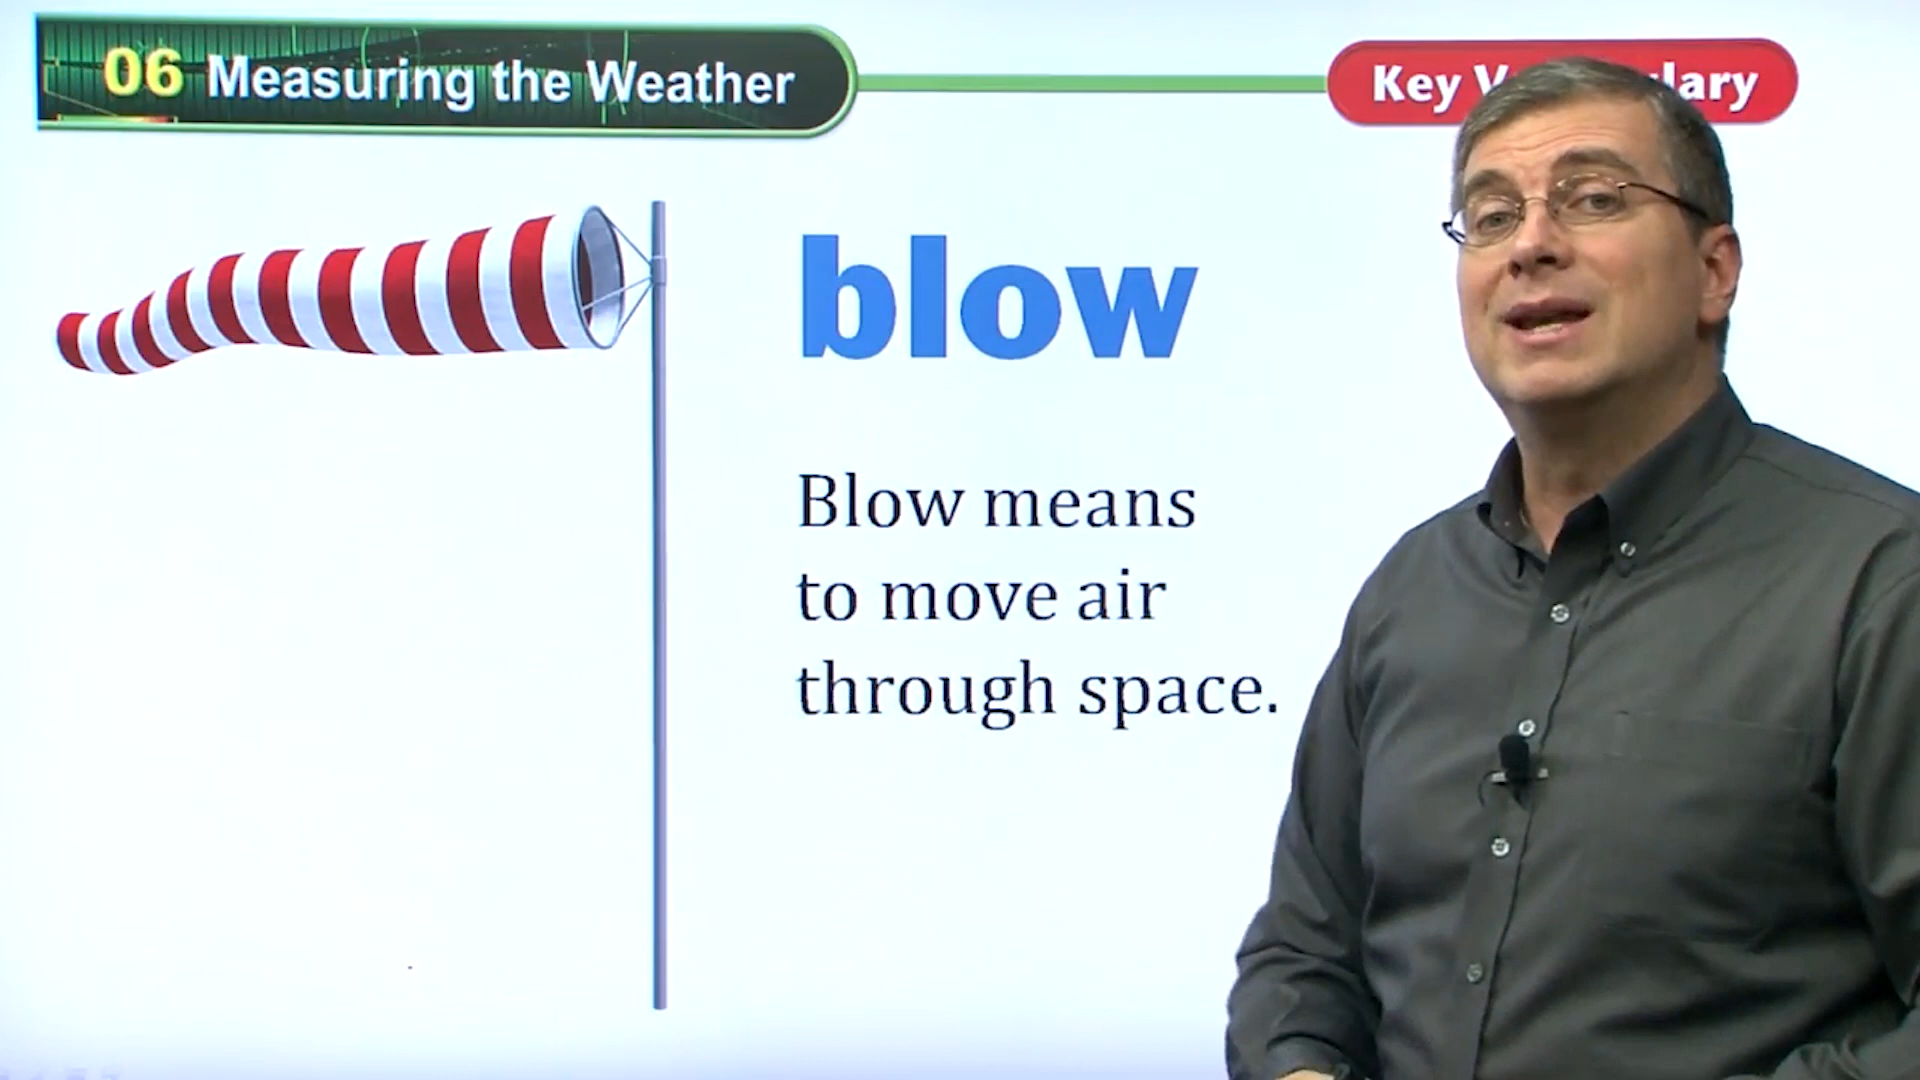 06 Measuring the Weather
Key
blow
Blow means
to move air
through space.